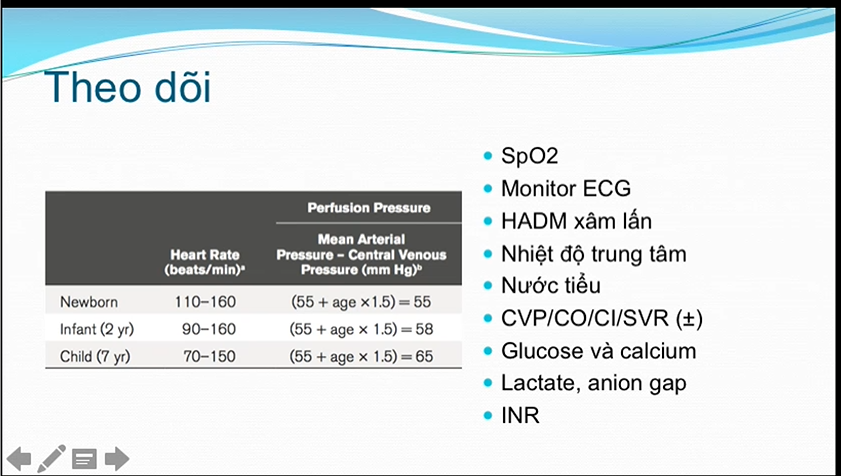 Theo dõi
Perfusion Pressure
Mean Arterial
Heart Rate Pressure – Central Venous
(beats/min)ᵃ Pressure (mm Hg)ᵇ
Newborn 110–160 (55 + age ×1.5) = 55
Infant (2 yr) 90–160 (55 + age × 1.5) = 58
Child (7 yr) 70–150 (55 + age × 1.5) = 65
• SpO2
• Monitor ECG
• HADM xâm lấn
• Nhiệt độ trung tâm
• Nước tiểu
• CVP/CO/CI/SVR (±)
• Glucose và calcium
• Lactate, anion gap
• INR